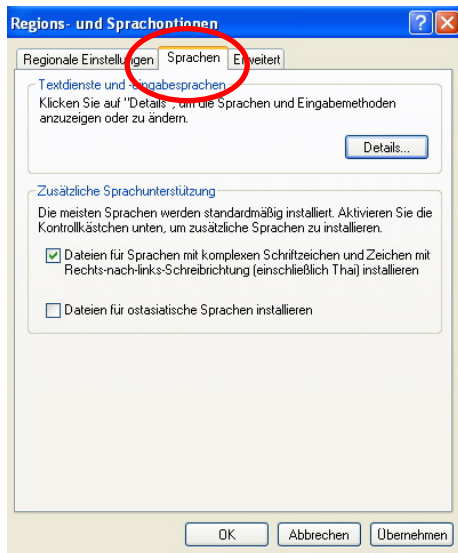 Regions- und Sprachoptionen
Regionale Einstellungen Sprachen Erweitert
Textdienste und -eingabesprachen
Klicken Sie auf "Details", um die Sprachen und Eingabemethoden
anzuzeigen oder zu ändern.
Details...
Zusätzliche Sprachunterstützung
Die meisten Sprachen werden standardmäßig installiert. Aktivieren Sie die
Kontrollkästchen unten, um zusätzliche Sprachen zu installieren.
Dateien für Sprachen mit komplexen Schriftzeichen und Zeichen mit
Rechts-nach-links-Schreibrichtung (einschließlich Thai) installieren
Dateien für ostasiatische Sprachen installieren
OK Abbrechen Übernehmen